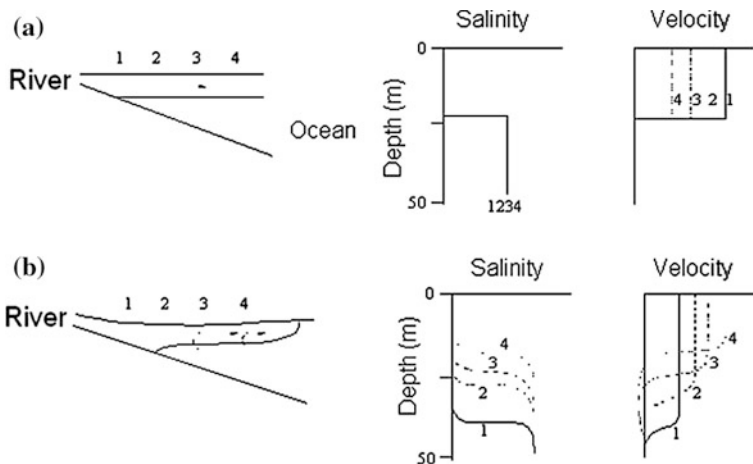 (a)
1 2 3 4
River
Ocean
Salinity
0
Depth (m)
50
1234
Velocity
4 3 2 1
(b)
1 2 3 4
River
Salinity
0
Depth (m)
50
4
3
2
1
Velocity
4
3
2
1